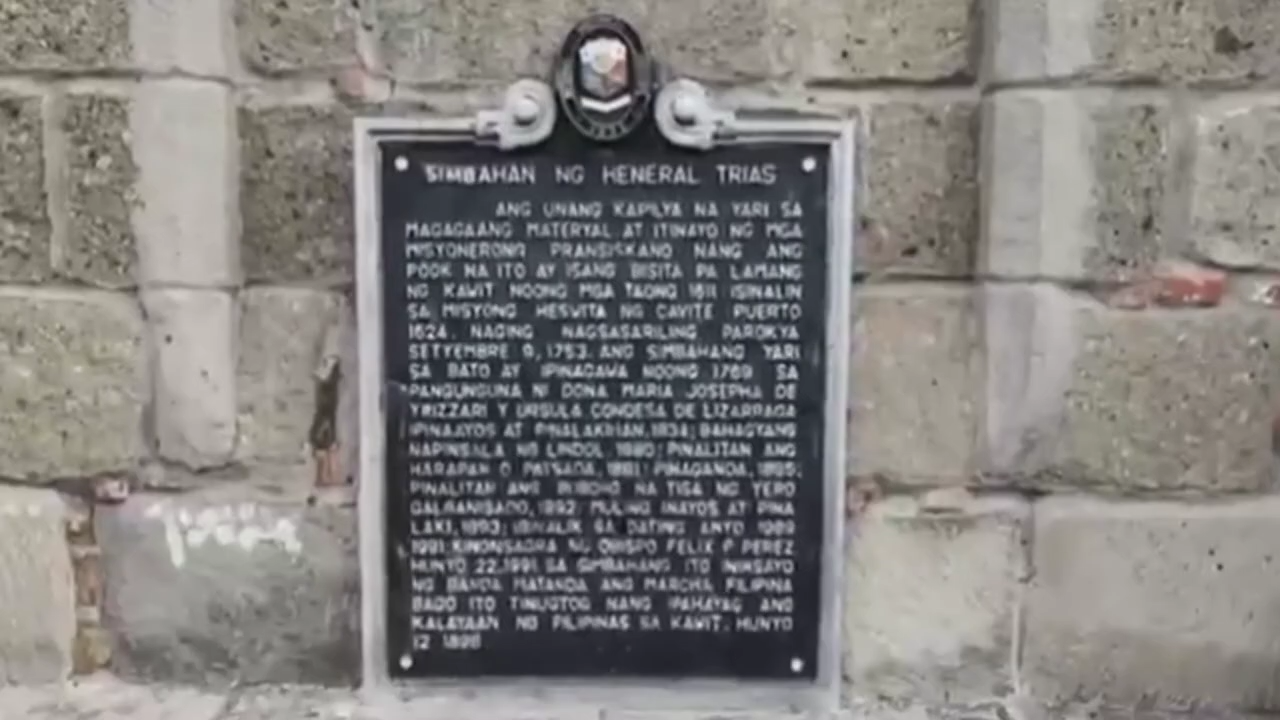 SIMBAHAN NG HENERAL TRIAS
ANG UNANG KAPILYA NA YARI SA
MAGAGAANG MATERYAL AT ITINAYO NG MGA
MISYONERONG PRANSISKANO NANG ANG
POOK NA ITO AY ISANG BISITA PA LAMANG
NG KAWIT NOONG MGA TAONG 1611 ISINALIN
SA MISYONG HESWITA NG CAVITE PUERTO
1624. NAGING NAGSASARILING PAROKYA
SETYEMBRE 9, 1753. ANG SIMBAHANG YARI
SA BATO AY IPINAGAWA NOONG 1769 SA
PANGUNGUNA NI DONA MARIA JOSEPHA DE
YRIZZARI Y URSULA CONDESA DE LIZARRAGA
IPINAAYOS AT PINALAKIHAN, 1834; BAHAGYANG
NAPINSALA NG LINDOL, 1880; PINALITAN ANG
HARAPAN O PATSADA, 1881; PINAGANDA, 1885;
PINALITAN ANG BUBONG NA TISA NG YERO
GALBANISADO, 1892; MULING INAYOS AT PINA
LAKI, 1893; IBINALIK SA DATING ANYO 1989
1991 KINONSAGRA NG OBISPO FELIX P. PEREZ
HUNYO 22, 1991 SA SIMBAHANG ITO INIHSAYO
NG BANDA MATANDA ANG MARCHA FILIPINA
BAGO ITO TINUGTOG NANG IPAHAYAG ANG
KALAYAAN NG PILIPINAS SA KAWIT, HUNYO
12 1898